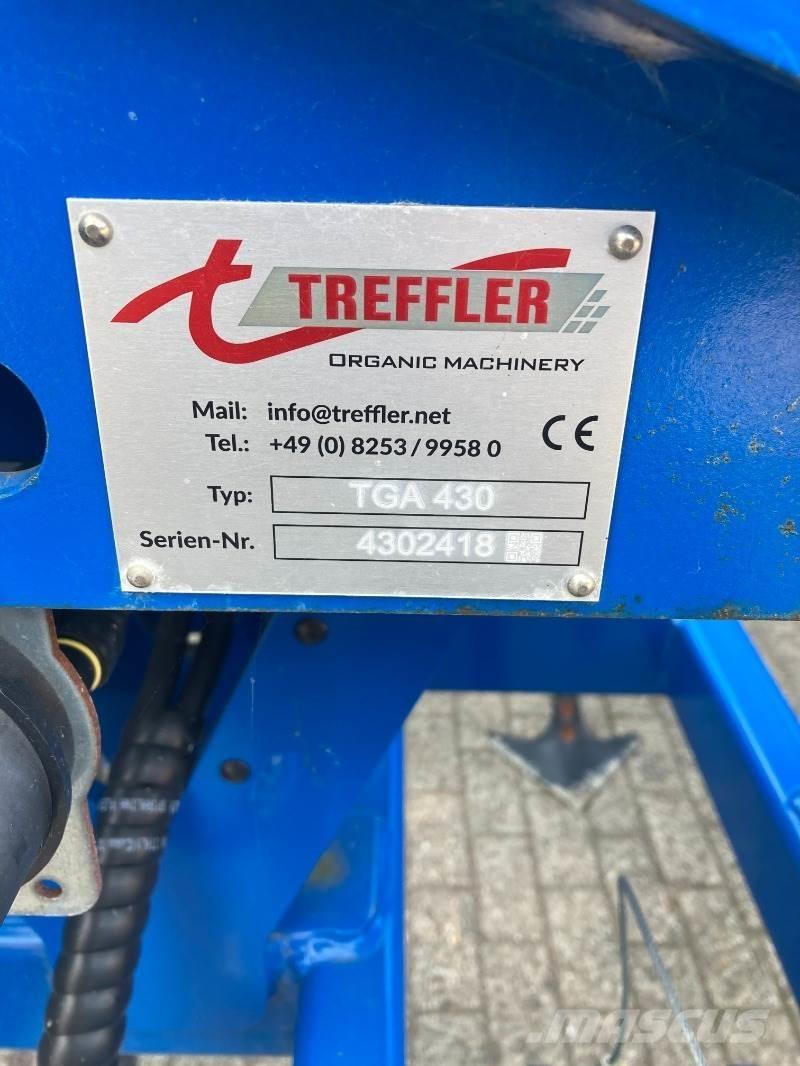 TREFFLER
ORGANIC MACHINERY
Mail: info@treffler.net
Tel.: +49 (0) 8253 / 9958 0
CE
Typ: TGA 430
Serien-Nr. 4302418
MASCUS